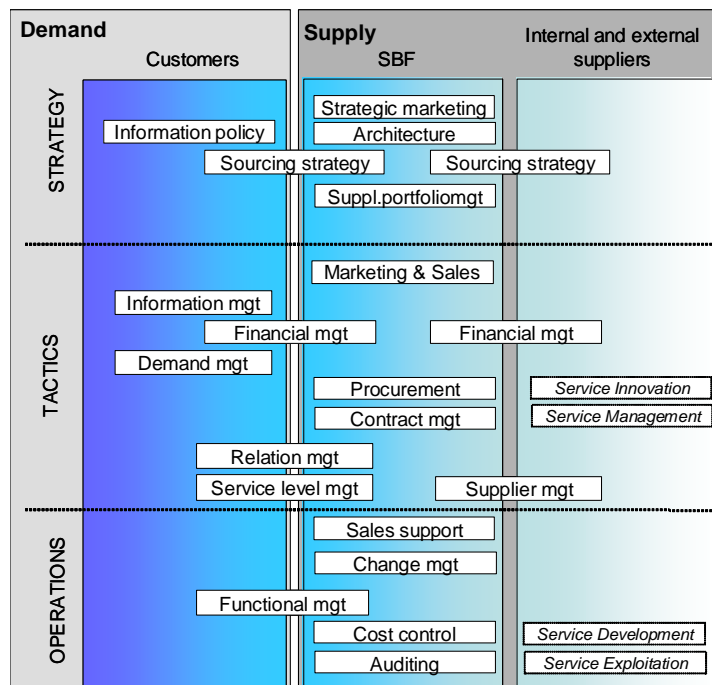 Demand
Supply
Internal and external
suppliers
Customers
SBF
STRATEGY
Strategic marketing
Information policy
Architecture
Sourcing strategy
Sourcing strategy
Suppl.portfoliomgt
TACTICS
Marketing & Sales
Information mgt
Financial mgt
Financial mgt
Demand mgt
Procurement
Service Innovation
Contract mgt
Service Management
Relation mgt
Service level mgt
Supplier mgt
OPERATIONS
Sales support
Change mgt
Functional mgt
Cost control
Service Development
Auditing
Service Exploitation